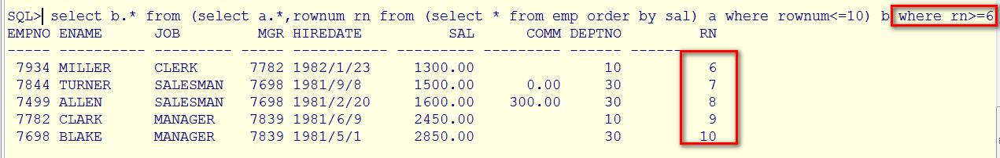 SQL> select b.* from (select a.*,rownum rn from (select * from emp order by sal) a where rownum<=10) b where rn>=6
EMPNO ENAME      JOB         MGR HIREDATE          SAL      COMM DEPTNO         RN
----- ---------- --------- ----- ----------- --------- --------- ------ ----------
 7934 MILLER     CLERK      7782 1982/1/23     1300.00               10          6
 7844 TURNER     SALESMAN   7698 1981/9/8      1500.00      0.00     30          7
 7499 ALLEN      SALESMAN   7698 1981/2/20     1600.00    300.00     30          8
 7782 CLARK      MANAGER    7839 1981/6/9      2450.00               10          9
 7698 BLAKE      MANAGER    7839 1981/5/1      2850.00               30         10